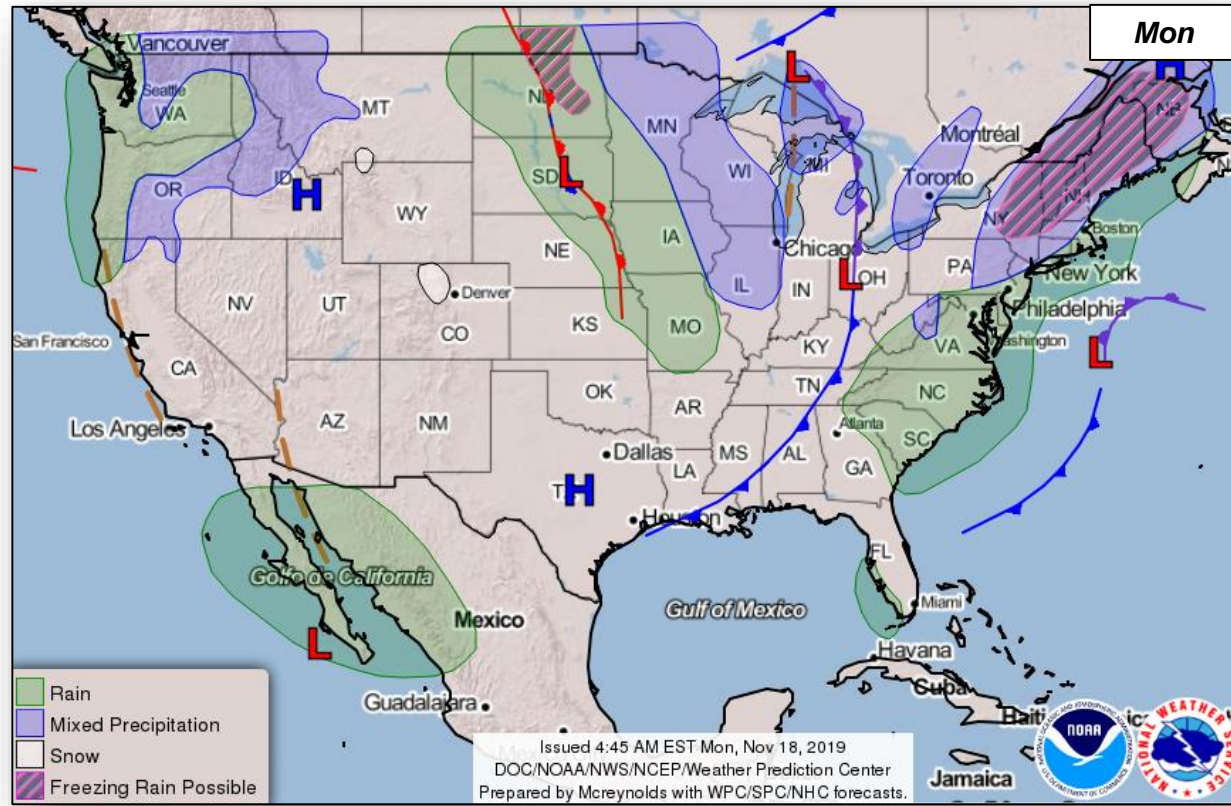 Mon
Vancouver
H
L
Seattle
WA
MT
ND
MN
Montréal
NB
OR
ID
H
SD
L
WI
MI
Toronto
NY
NH
Boston
WY
IA
Chicago
PA
New York
NE
IL
IN
L
OH
Philadelphia
NV
UT
Denver
CO
KS
MO
KY
VA
Washington
San Francisco
L
CA
OK
TN
NC
AR
Los Angeles
AZ
NM
Atlanta
SC
Dallas
MS
AL
GA
LA
TX
H
Houston
FL
Golfo de California
Mexico
Gulf of Mexico
Miami
L
Havana
Cuba
Guadalajara
Haiti
Jamaica
Rain
Mixed Precipitation
Snow
Freezing Rain Possible
Issued 4:45 AM EST Mon, Nov 18, 2019
DOC/NOAA/NWS/NCEP/Weather Prediction Center
Prepared by Mcreynolds with WPC/SPC/NHC forecasts.
NOAA
NATIONAL WEATHER SERVICE